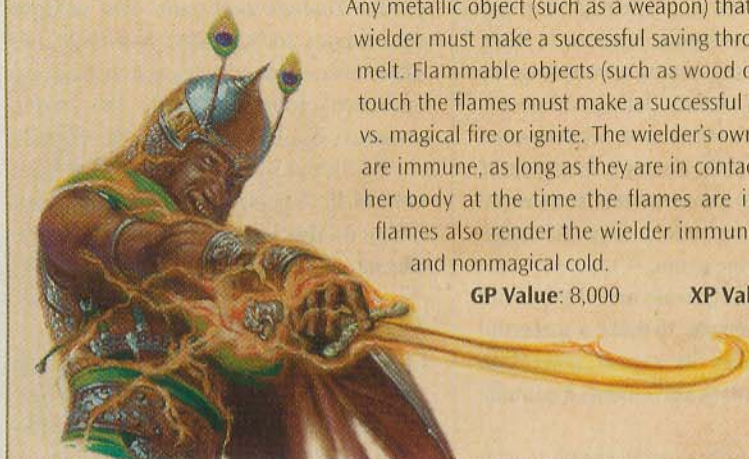 Any metallic object (such as a weapon) that
wielder must make a successful saving thro
melt. Flammable objects (such as wood o
touch the flames must make a successful
vs. magical fire or ignite. The wielder's own
are immune, as long as they are in contac
her body at the time the flames are i
flames also render the wielder immun
and nonmagical cold.
GP Value: 8,000 XP Val